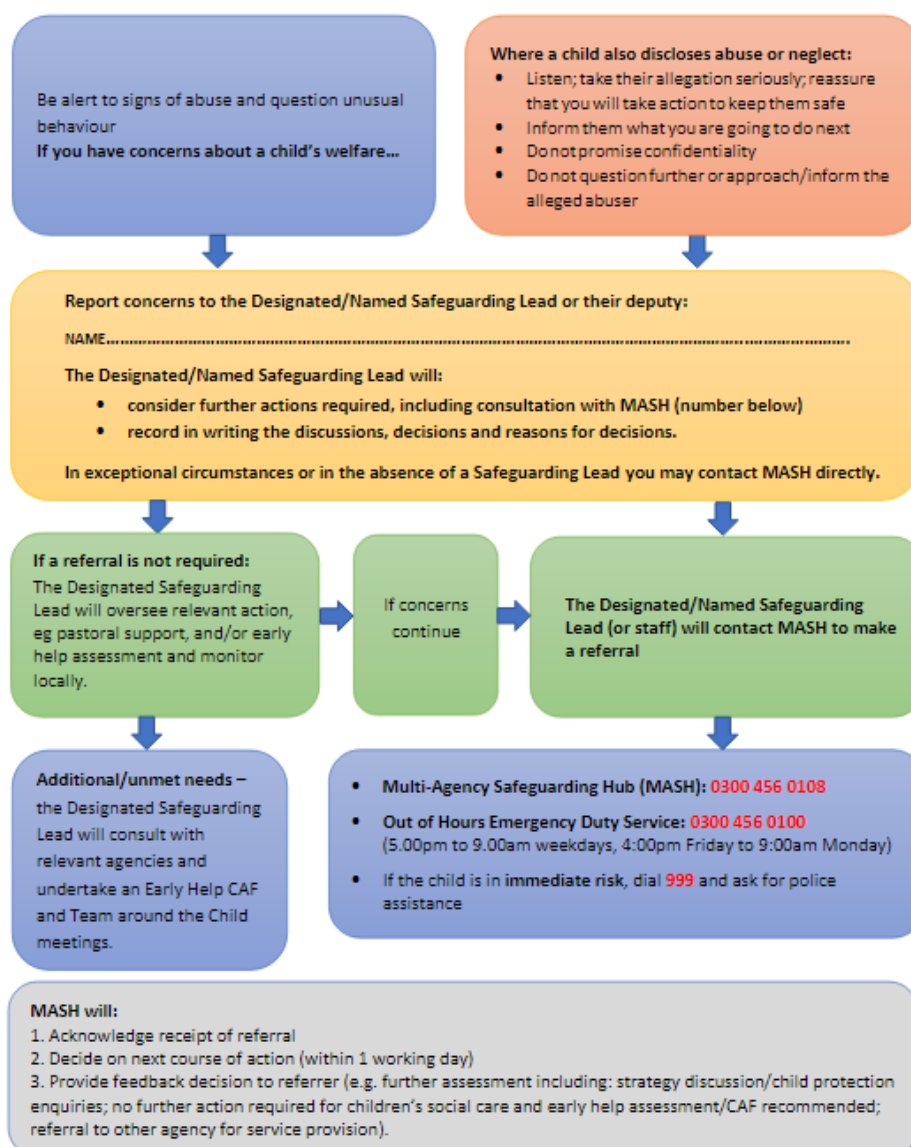 Be alert to signs of abuse and question unusual
behaviour
If you have concerns about a child's welfare...
Where a child also discloses abuse or neglect:
• Listen; take their allegation seriously; reassure
that you will take action to keep them safe
• Inform them what you are going to do next
• Do not promise confidentiality
• Do not question further or approach/inform the
alleged abuser
Report concerns to the Designated/Named Safeguarding Lead or their deputy:
NAME……………………………………………………………………………………………………………………………….
The Designated/Named Safeguarding Lead will:
• consider further actions required, including consultation with MASH (number below)
• record in writing the discussions, decisions and reasons for decisions.
In exceptional circumstances or in the absence of a Safeguarding Lead you may contact MASH directly.
If a referral is not required:
The Designated Safeguarding
Lead will oversee relevant action,
eg pastoral support, and/or early
help assessment and monitor
locally.
If concerns
continue
The Designated/Named Safeguarding
Lead (or staff) will contact MASH to make
a referral
Additional/unmet needs –
the Designated Safeguarding
Lead will consult with
relevant agencies and
undertake an Early Help CAF
and Team around the Child
meetings.
• Multi-Agency Safeguarding Hub (MASH): 0300 456 0108
• Out of Hours Emergency Duty Service: 0300 456 0100
(5.00pm to 9.00am weekdays, 4:00pm Friday to 9:00am Monday)
• If the child is in immediate risk, dial 999 and ask for police
assistance
MASH will:
1. Acknowledge receipt of referral
2. Decide on next course of action (within 1 working day)
3. Provide feedback decision to referrer (e.g. further assessment including: strategy discussion/child protection
enquiries; no further action required for children's social care and early help assessment/CAF recommended;
referral to other agency for service provision).